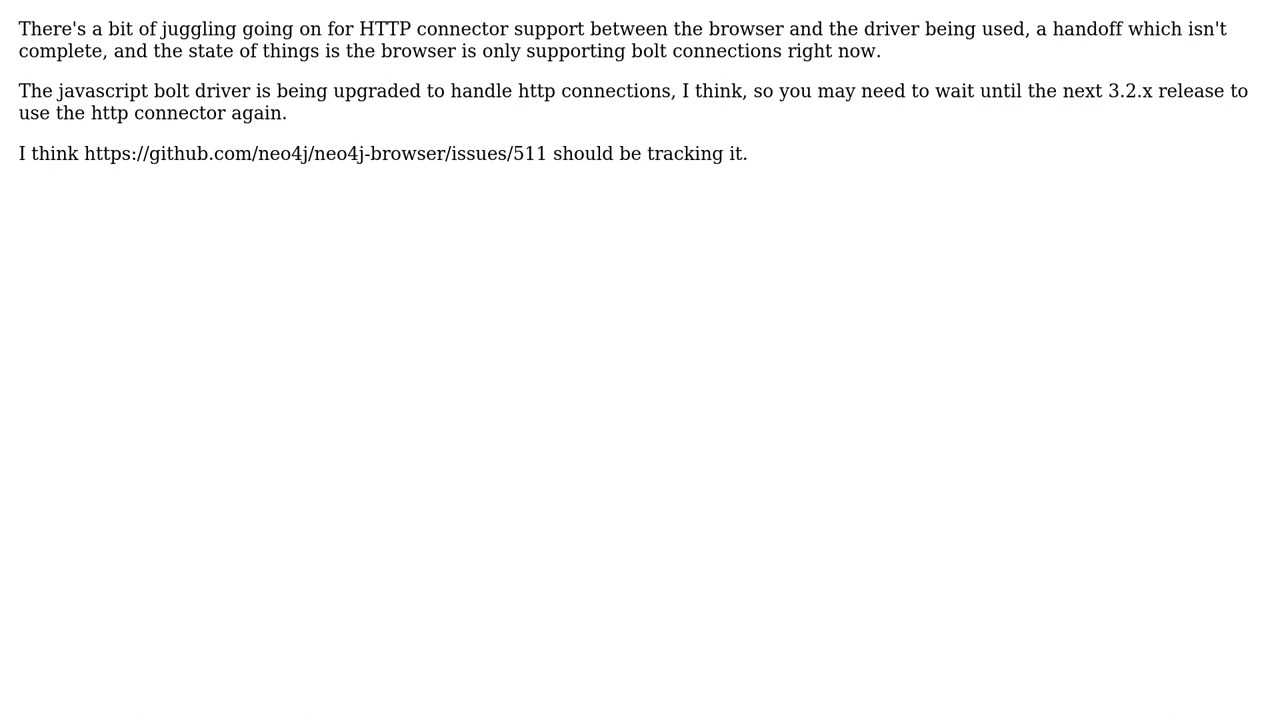 There's a bit of juggling going on for HTTP connector support between the browser and the driver being used, a handoff which isn't
complete, and the state of things is the browser is only supporting bolt connections right now.
The javascript bolt driver is being upgraded to handle http connections, I think, so you may need to wait until the next 3.2.x release to
use the http connector again.
I think https://github.com/neo4j/neo4j-browser/issues/511 should be tracking it.